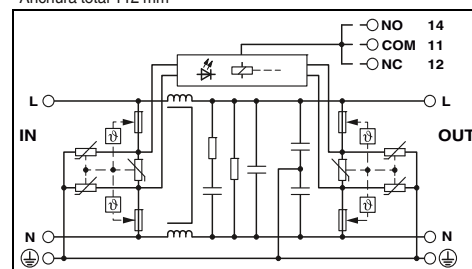 Anchura total 112 mm
NO 14
COM 11
NC 12
L L
IN OUT
ϑ ϑ
ϑ ϑ
N N